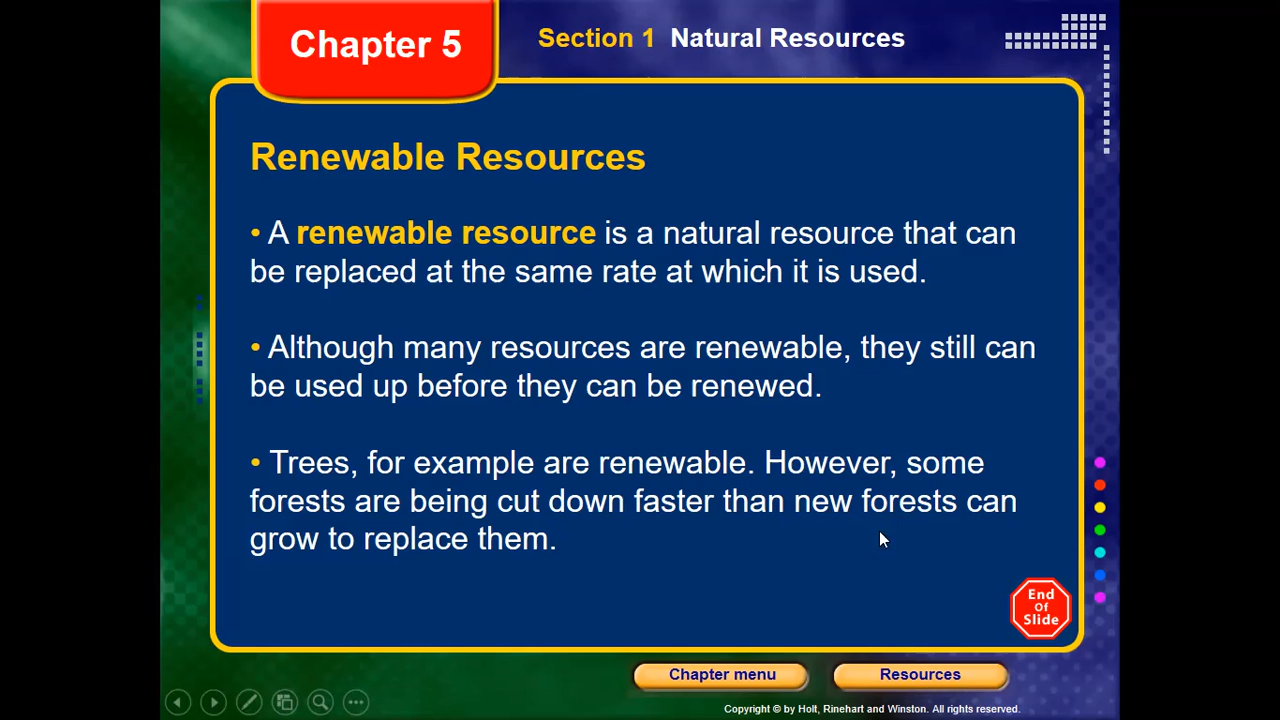 Chapter 5
Section 1 Natural Resources
Renewable Resources
• A renewable resource is a natural resource that can
be replaced at the same rate at which it is used.
• Although many resources are renewable, they still can
be used up before they can be renewed.
• Trees, for example are renewable. However, some
forests are being cut down faster than new forests can
grow to replace them.
End
Of
Slide
Chapter menu
Resources
Copyright © by Holt, Rinehart and Winston. All rights reserved.